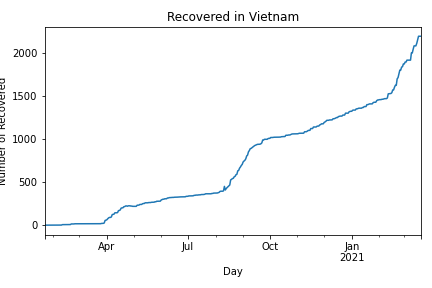 Recovered in Vietnam
Number of Recovered
2000
1500
1000
500
0
Apr
Jul
Oct
Jan
2021
Day